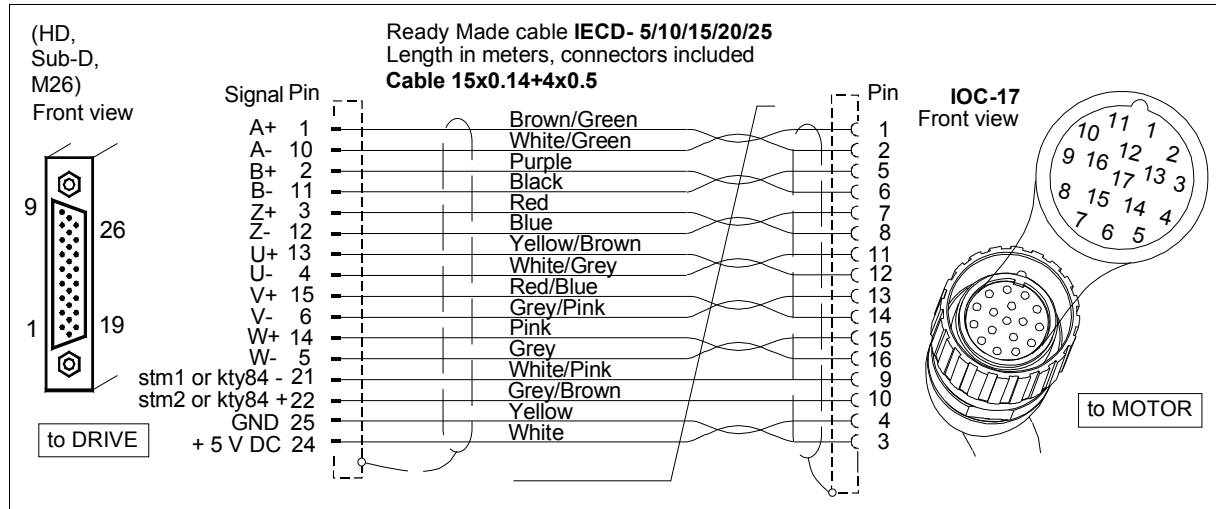 (HD,
Sub-D,
M26)
Front view
9
26
1
19
to DRIVE
Ready Made cable IECD- 5/10/15/20/25
Length in meters, connectors included
Cable 15x0.14+4x0.5
Signal Pin
Pin
A+ 1 Brown/Green 1
A- 10 White/Green 2
B+ 2 Purple 5
B- 11 Black 6
Z+ 3 Red 7
Z- 12 Blue 8
U+ 13 Yellow/Brown 11
U- 4 White/Grey 12
V+ 15 Red/Blue 13
V- 6 Grey/Pink 14
W+ 14 Pink 15
W- 5 Grey 16
stm1 or kty84 - 21 White/Pink 9
stm2 or kty84 + 22 Grey/Brown 10
GND 25 Yellow 4
+ 5 V DC 24 White 3
IOC-17
Front view
10 11 1
9 16 12 2
17 13 3
8 15 14 4
7 6 5
to MOTOR